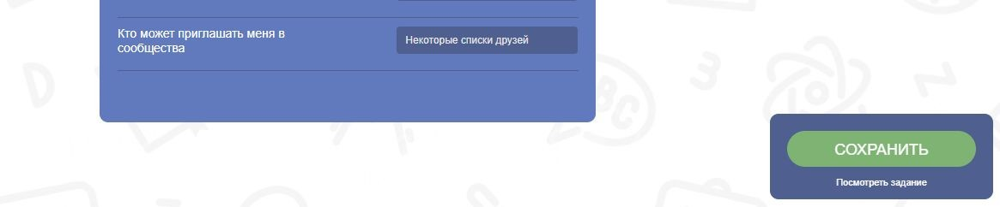 Кто может приглашать меня в
сообщества
Некоторые списки друзей
СОХРАНИТЬ
Посмотреть задание